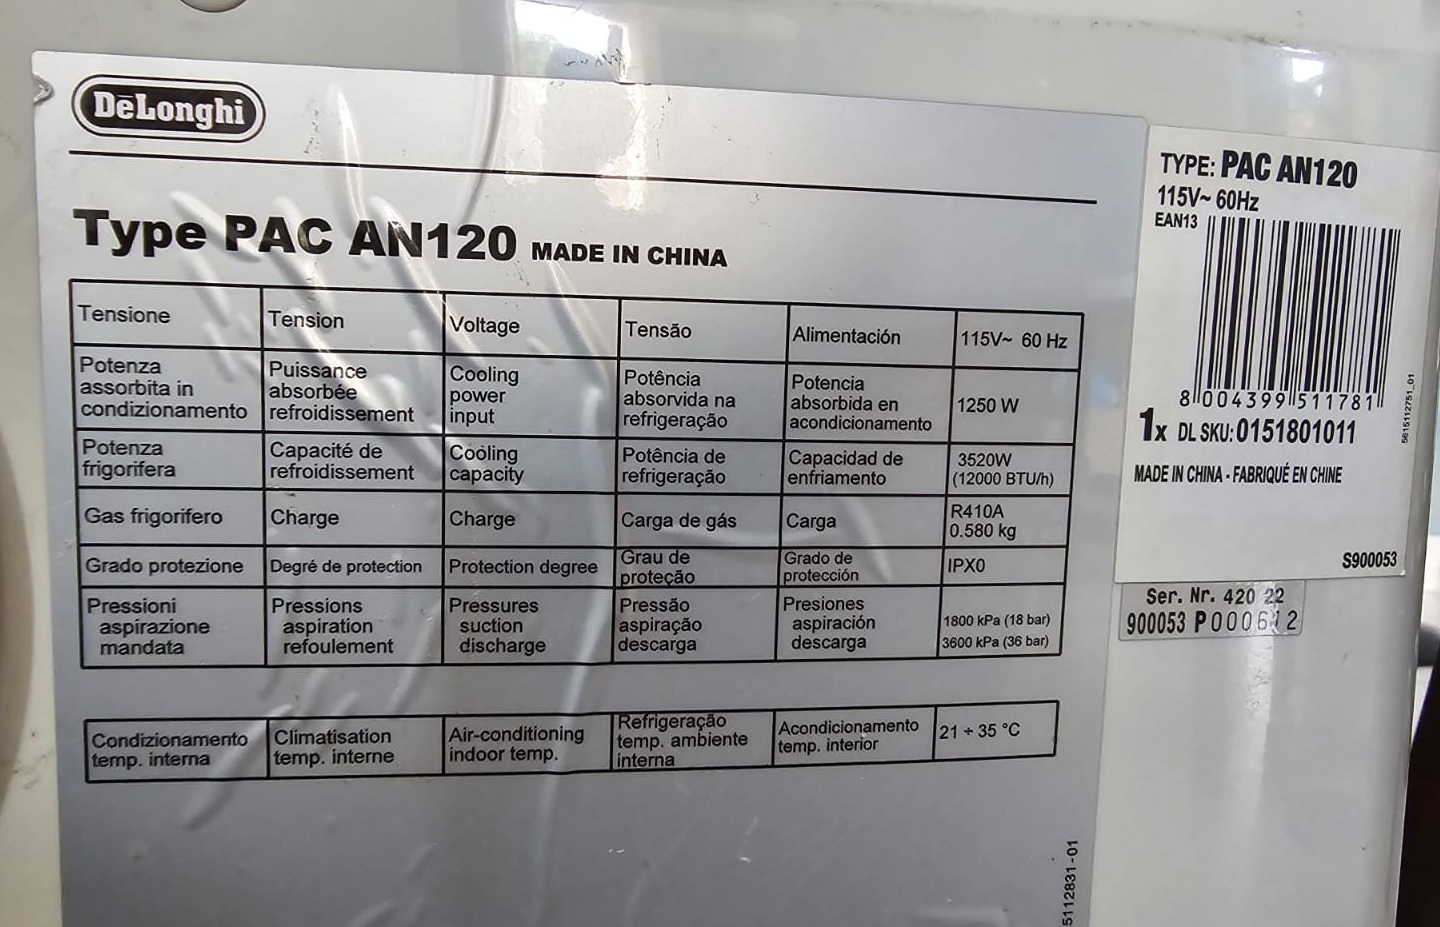 DeLonghi
Type PAC AN120 MADE IN CHINA
Tensione Tension Voltage Tensão Alimentación 115V~ 60 Hz
Potenza assorbita in condizionamento Puissance absorbée refroidissement Cooling power input Potência absorvida na refrigeração Potencia absorbida en acondicionamento 1250 W
Potenza frigorifera Capacité de refroidissement Cooling capacity Potência de refrigeração Capacidad de enfriamento 3520W (12000 BTU/h)
Gas frigorifero Charge Charge Carga de gás Carga R410A 0.580 kg
Grado protezione Degré de protection Protection degree Grau de proteção Grado de protección IPX0
Pressioni aspirazione mandata Pressions aspiration refoulement Pressures suction discharge Pressão aspiração descarga Presiones aspiración descarga 1800 kPa (18 bar) 3600 kPa (36 bar)
Condizionamento temp. interna Climatisation temp. interne Air-conditioning indoor temp. Refrigeração temp. ambiente interna Acondicionamento temp. interior 21 ÷ 35 °C
5112831-01
TYPE: PAC AN120
115V~ 60Hz
EAN13
8 004399 511781
5615112751_01
1x DL SKU: 0151801011
MADE IN CHINA - FABRIQUÉ EN CHINE
S900053
Ser. Nr. 420 22
900053